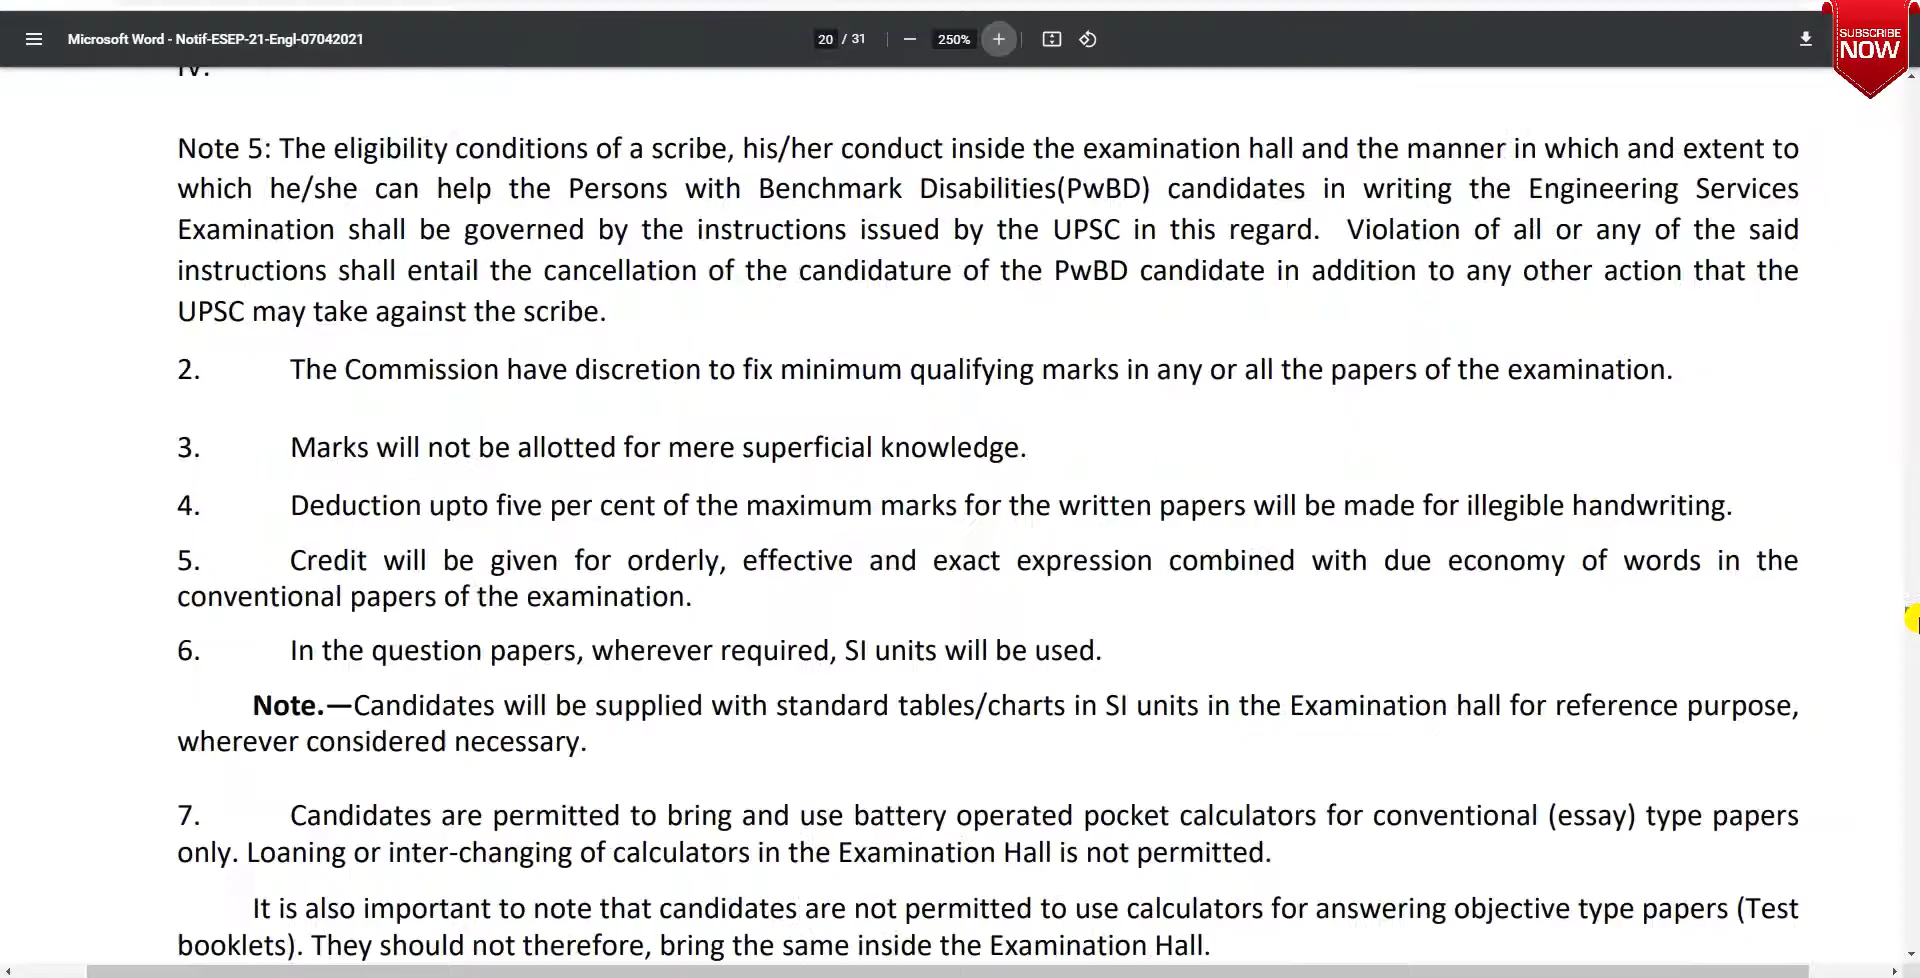 Microsoft Word - Notif-ESEP-21-Engl-07042021
20 / 31
250%
SUBSCRIBE
NOW
IV.
Note 5: The eligibility conditions of a scribe, his/her conduct inside the examination hall and the manner in which and extent to
which he/she can help the Persons with Benchmark Disabilities(PwBD) candidates in writing the Engineering Services
Examination shall be governed by the instructions issued by the UPSC in this regard. Violation of all or any of the said
instructions shall entail the cancellation of the candidature of the PwBD candidate in addition to any other action that the
UPSC may take against the scribe.
2. The Commission have discretion to fix minimum qualifying marks in any or all the papers of the examination.
3. Marks will not be allotted for mere superficial knowledge.
4. Deduction upto five per cent of the maximum marks for the written papers will be made for illegible handwriting.
5. Credit will be given for orderly, effective and exact expression combined with due economy of words in the
conventional papers of the examination.
6. In the question papers, wherever required, SI units will be used.
Note.—Candidates will be supplied with standard tables/charts in SI units in the Examination hall for reference purpose,
wherever considered necessary.
7. Candidates are permitted to bring and use battery operated pocket calculators for conventional (essay) type papers
only. Loaning or inter-changing of calculators in the Examination Hall is not permitted.
It is also important to note that candidates are not permitted to use calculators for answering objective type papers (Test
booklets). They should not therefore, bring the same inside the Examination Hall.